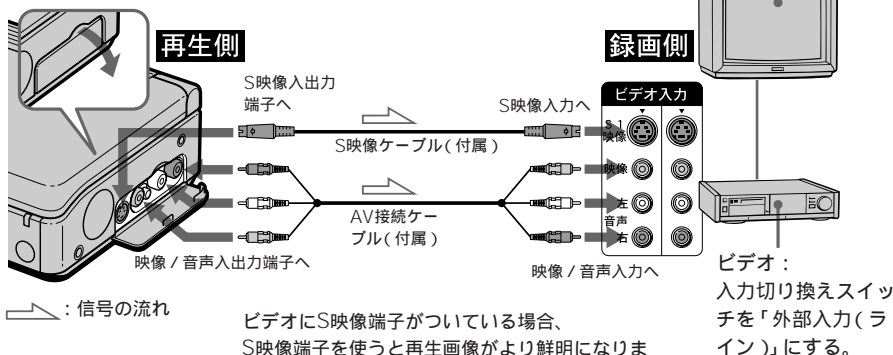 再生側
録画側
S映像入出力
端子へ
S映像入力へ
ビデオ入力
S 1
映像
S映像ケーブル(付属)
映像
左
音声
右
AV接続ケー
ブル(付属)
映像/音声入出力端子へ
映像/音声入力へ
:信号の流れ
ビデオ:
入力切り換えスイッ
チを「外部入力(ラ
イン)」にする。
ビデオにS映像端子がついている場合、
S映像端子を使うと再生画像がより鮮明になりま